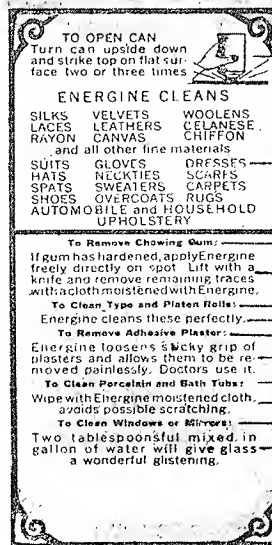 TO OPEN CAN
Turn can upside down
and strike top on flat sur-
face two or three times
ENERGINE CLEANS
SILKS VELVETS WOOLENS
LACES LEATHERS CELANESE
RAYON CANVAS CHIFFON
and all other fine materials
SUITS GLOVES DRESSES
HATS NECKTIES SCARFS
SPATS SWEATERS CARPETS
SHOES OVERCOATS RUGS
AUTOMOBILE and HOUSEHOLD
UPHOLSTERY
To Remove Chewing Gum:
If gum has hardened, apply Energine
freely directly on spot. Lift with a
knife and remove remaining traces
with cloth moistened with Energine.
To Clean Type and Platen Rolls:
Energine cleans these perfectly.
To Remove Adhesive Plaster:
Energine loosens sticky grip of
plasters and allows them to be re-
moved painlessly. Doctors use it.
To Clean Porcelain and Bath Tubs:
Wipe with Energine moistened cloth,
avoids possible scratching.
To Clean Windows or Mirrors:
Two tablespoonsful mixed in
gallon of water will give glass
a wonderful glistening.